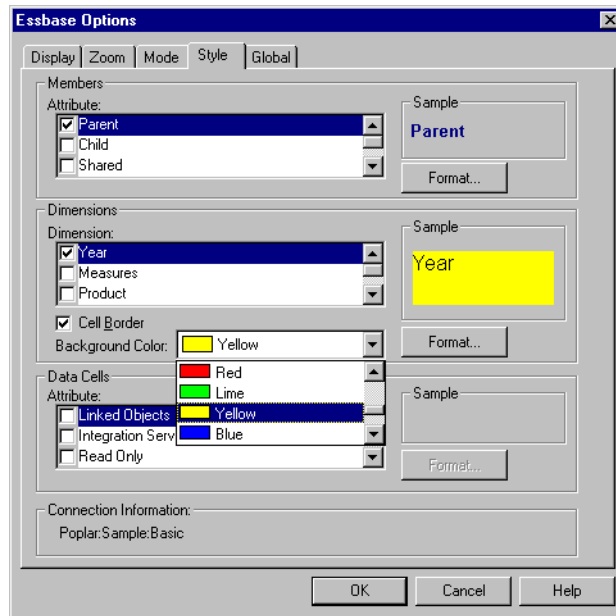 Essbase Options
Display Zoom Mode Style Global
Members
Attribute:
Parent
Child
Shared
Sample
Parent
Format...
Dimensions
Dimension:
Year
Measures
Product
Sample
Year
Cell Border
Background Color: Yellow
Format...
Red
Lime
Yellow
Blue
Data Cells
Attribute:
Linked Objects
Integration Serv
Read Only
Sample
Format...
Connection Information:
Poplar:Sample:Basic
OK Cancel Help